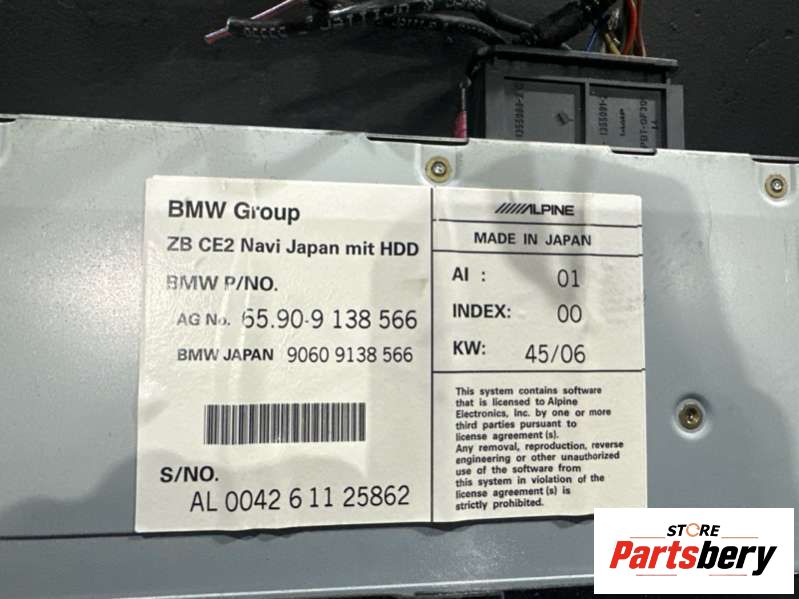 BMW Group
ZB CE2 Navi Japan mit HDD
BMW P/NO.
AG No. 65.90-9 138 566
BMW JAPAN 9060 9138 566
S/NO.
AL 0042 6 11 25862
ALPINE
MADE IN JAPAN
AI : 01
INDEX: 00
KW: 45/06
This system contains software
that is licensed to Alpine
Electronics, Inc. by one or more
third parties pursuant to
license agreement (s).
Any removal, reproduction, reverse
engineering or other unauthorized
use of the software from
this system in violation of the
license agreement (s) is
strictly prohibited.
STORE
Partsbery